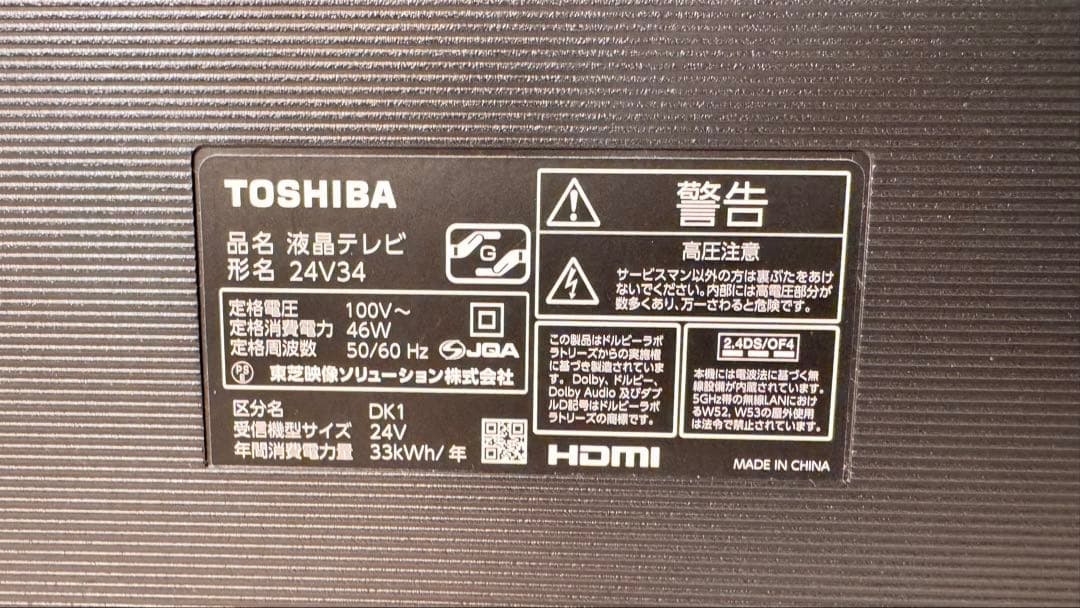 TOSHIBA
品名 液晶テレビ
形名 24V34
G
定格電圧 100V～
定格消費電力 46W
定格周波数 50/60 Hz
JQA
PS
E
東芝映像ソリューション株式会社
区分名 DK1
受信機型サイズ 24V
年間消費電力量 33kWh/年
警告
高圧注意
サービスマン以外の方は裏ぶたをあけ
ないでください。内部には高電圧部分が
数多くあり、万一さわると危険です。
この製品はドルビーラボ
ラトリーズからの実施権
に基づき製造されていま
す。Dolby、ドルビー、
Dolby Audio 及びダブ
ルD記号はドルビーラボ
ラトリーズの商標です。
2.4DS/OF4
本機には電波法に基づく無
線設備が内蔵されています。
5GHz帯の無線LANにおけ
るW52、W53の屋外使用
は法令で禁止されています。
HDMI
MADE IN CHINA